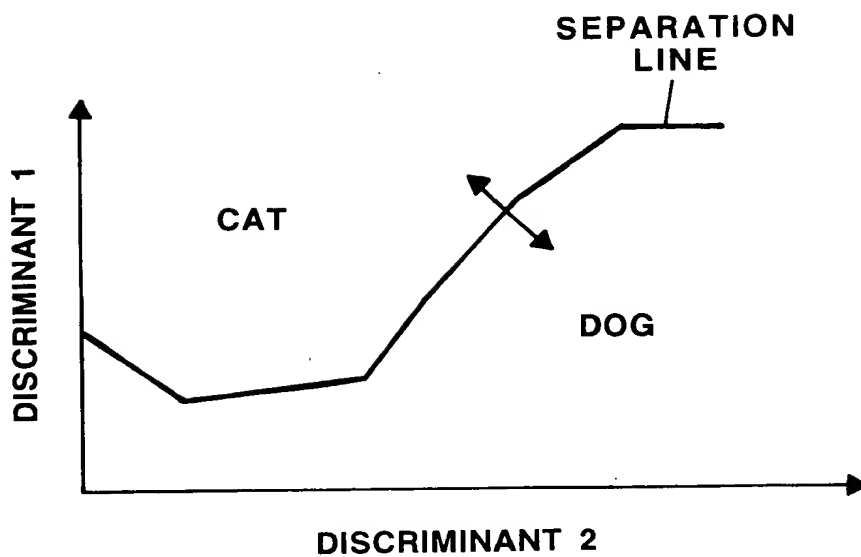 SEPARATION
LINE
DISCRIMINANT 1
CAT
DOG
DISCRIMINANT 2